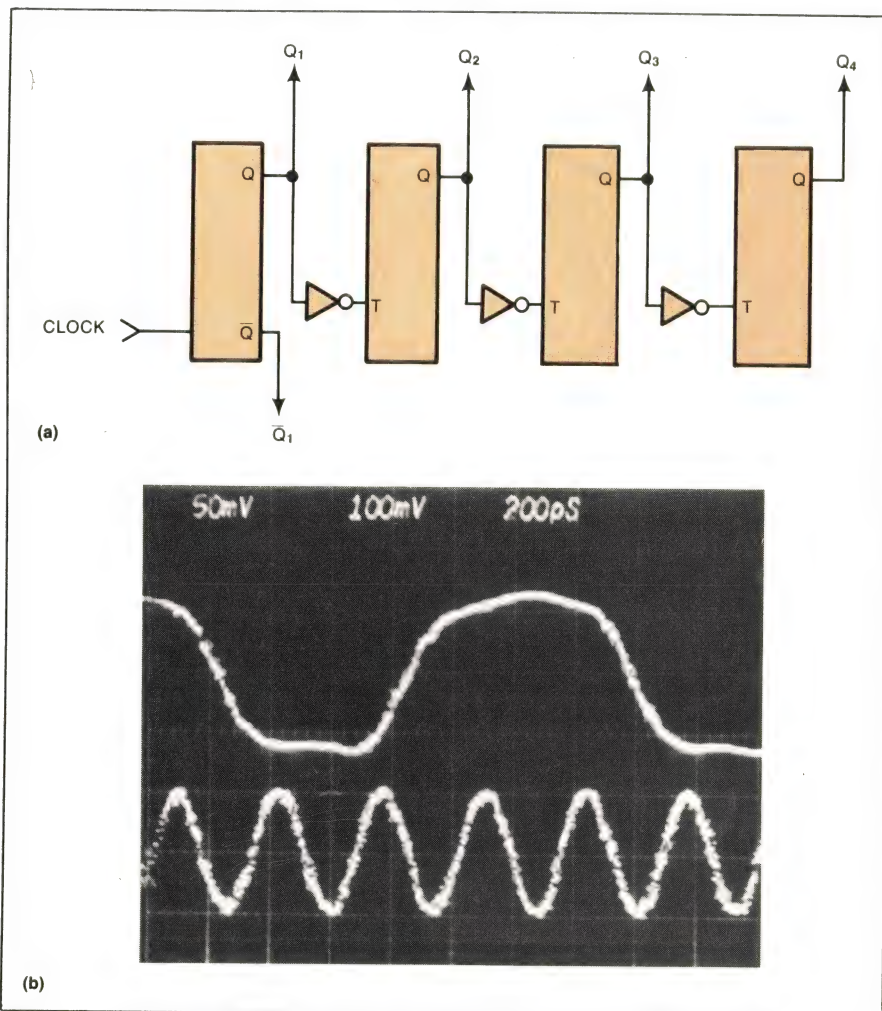 Q1 Q2 Q3 Q4
Q Q Q Q
CLOCK Q̅ T T T
Q̅1
(a)
50mV 100mV 200pS
(b)